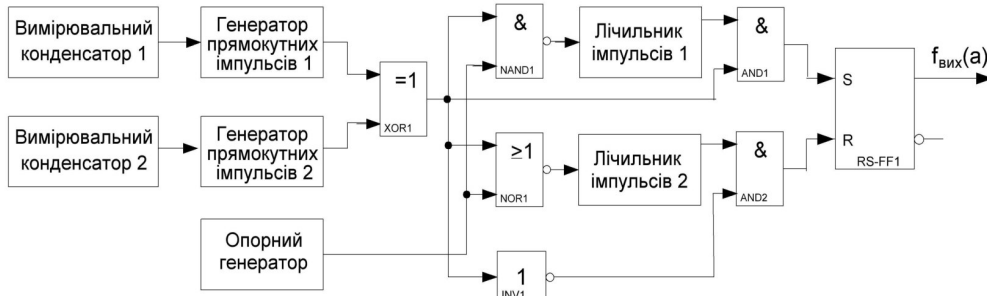 Вимірювальний
конденсатор 1
Генератор
прямокутних
імпульсів 1
=1
XOR1
&
NAND1
Лічильник
імпульсів 1
&
AND1
S
R
RS-FF1
fвих(a)
Вимірювальний
конденсатор 2
Генератор
прямокутних
імпульсів 2
≥1
NOR1
Лічильник
імпульсів 2
&
AND2
Опорний
генератор
1
INV1